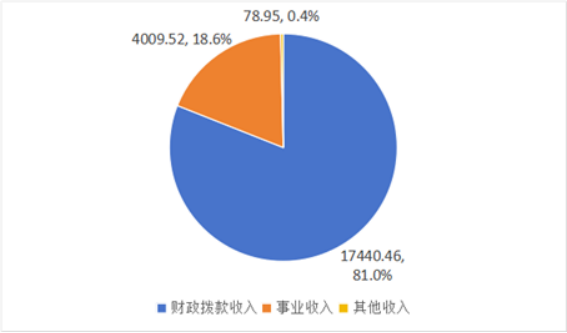 78.95, 0.4%
4009.52, 18.6%
17440.46,
81.0%
财政拨款收入 事业收入 其他收入